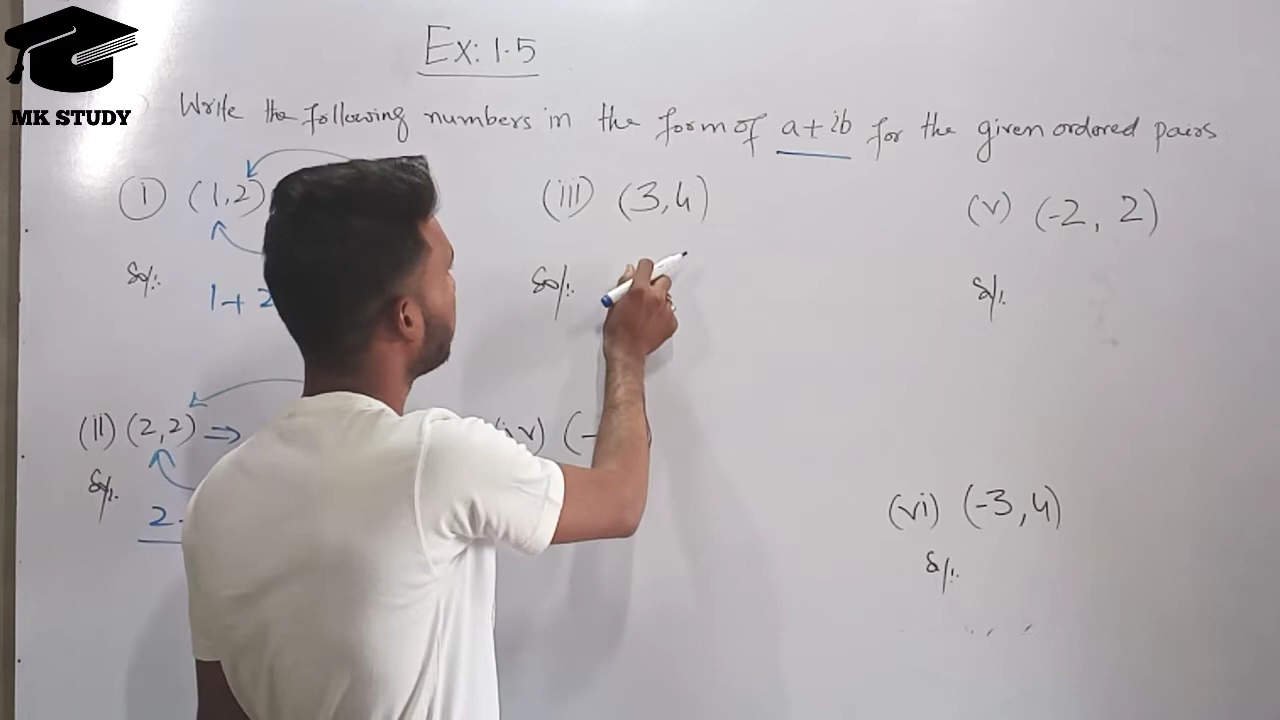 MK STUDY
Ex: 1.5
Write the following numbers in the form of a+ib for the given ordered pairs
(i) (1,2)
Sol:
1+2
(ii) (2,2) ⇒
Sol:
2
(iii) (3,4)
Sol:
(iv) (-
(v) (-2, 2)
Sol:
(vi) (-3,4)
Sol: